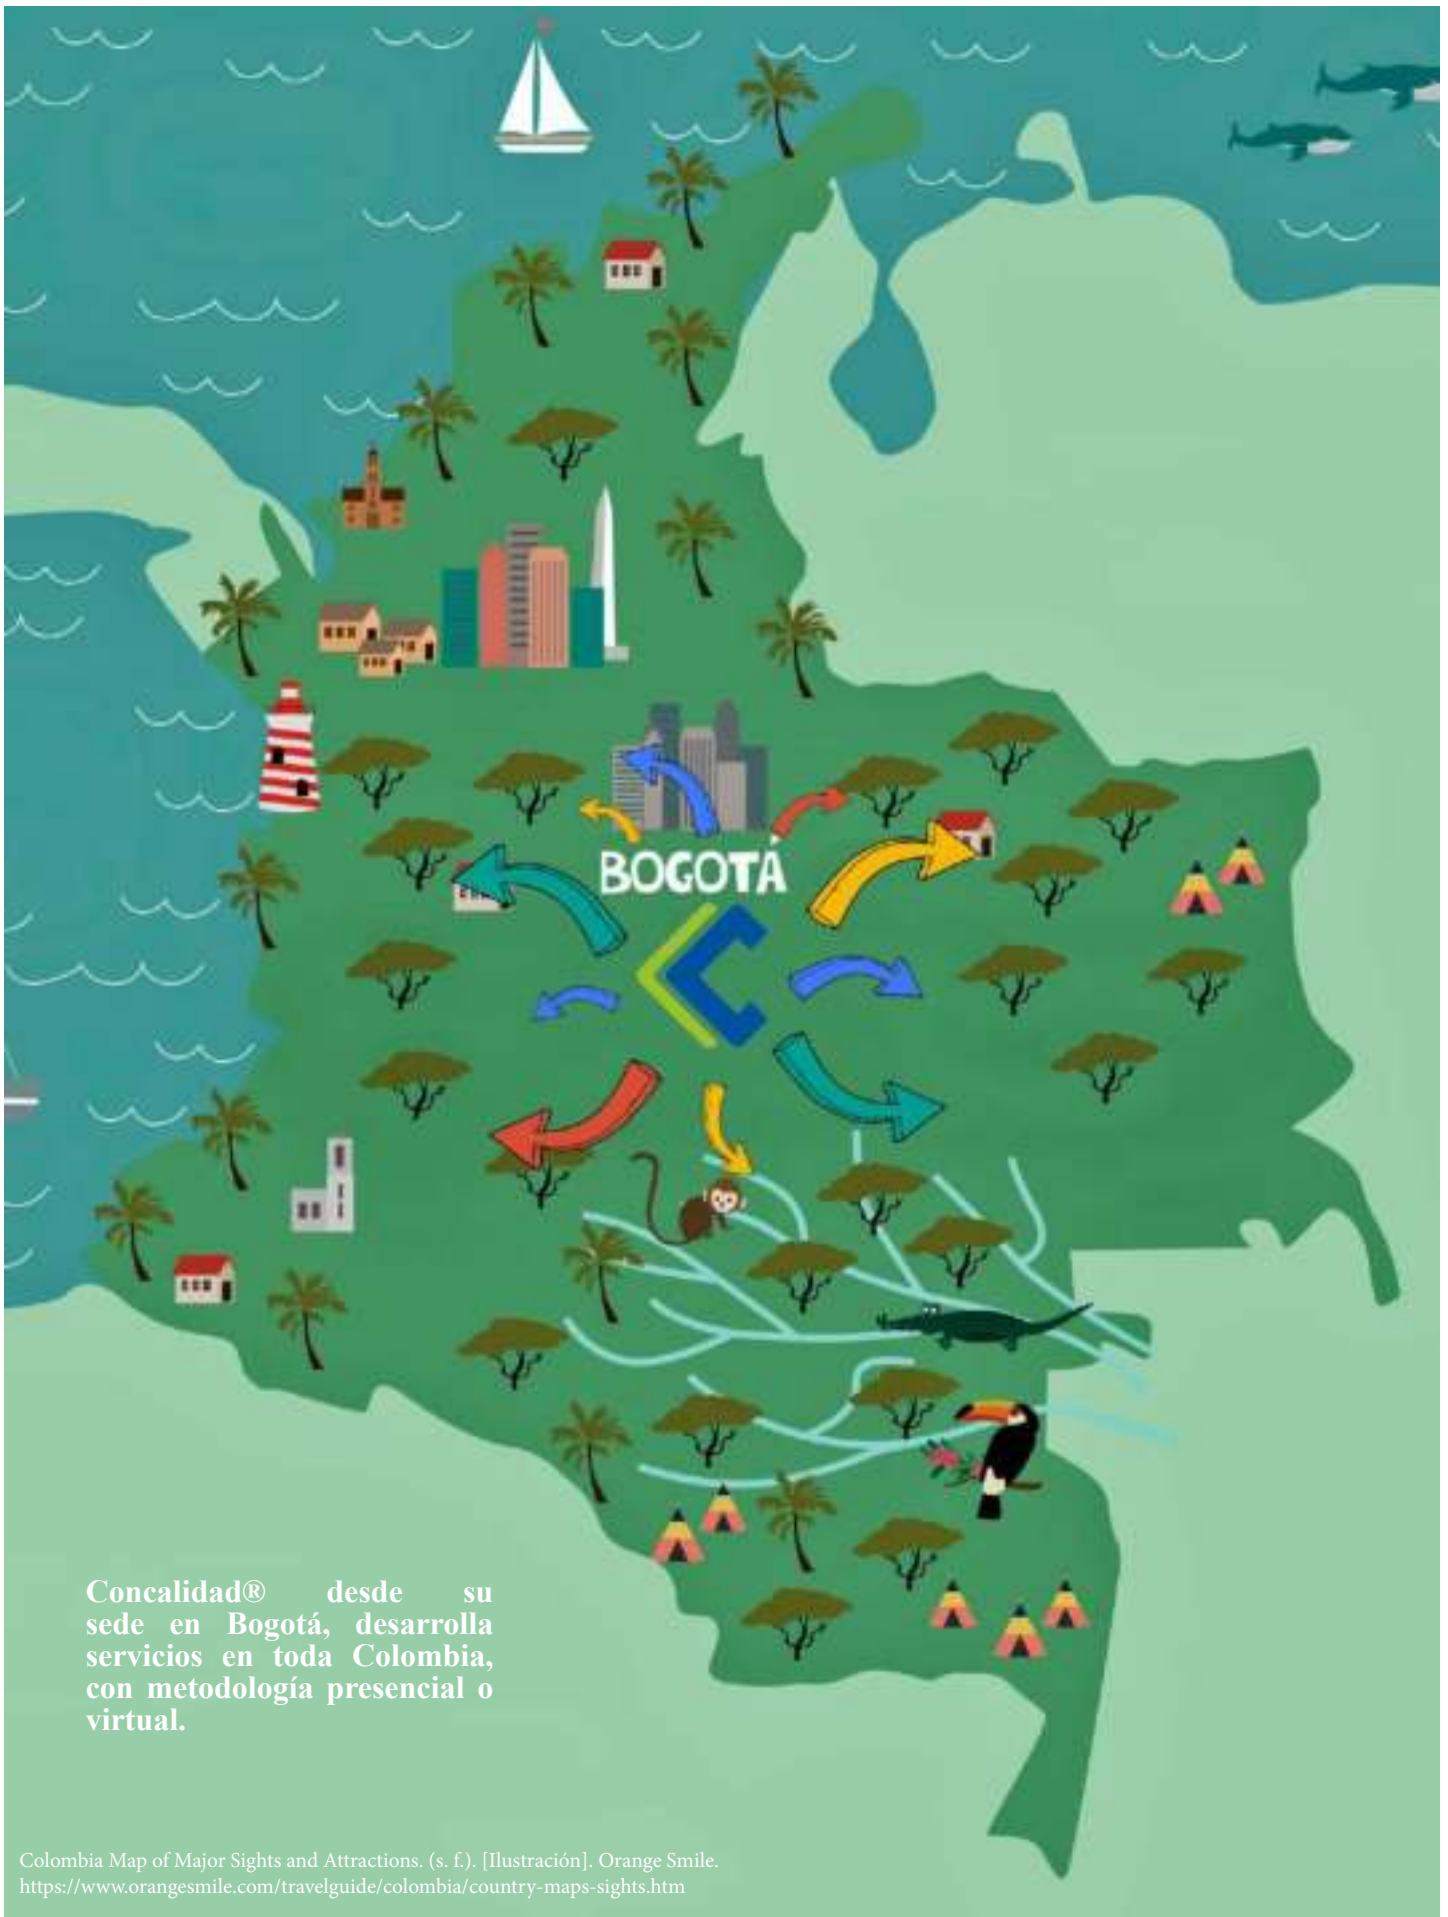 BOGOTÁ
Concalidad® desde su
sede en Bogotá, desarrolla
servicios en toda Colombia,
con metodología presencial o
virtual.
Colombia Map of Major Sights and Attractions. (s. f.). [Ilustración]. Orange Smile.
https://www.orangesmile.com/travelguide/colombia/country-maps-sights.htm